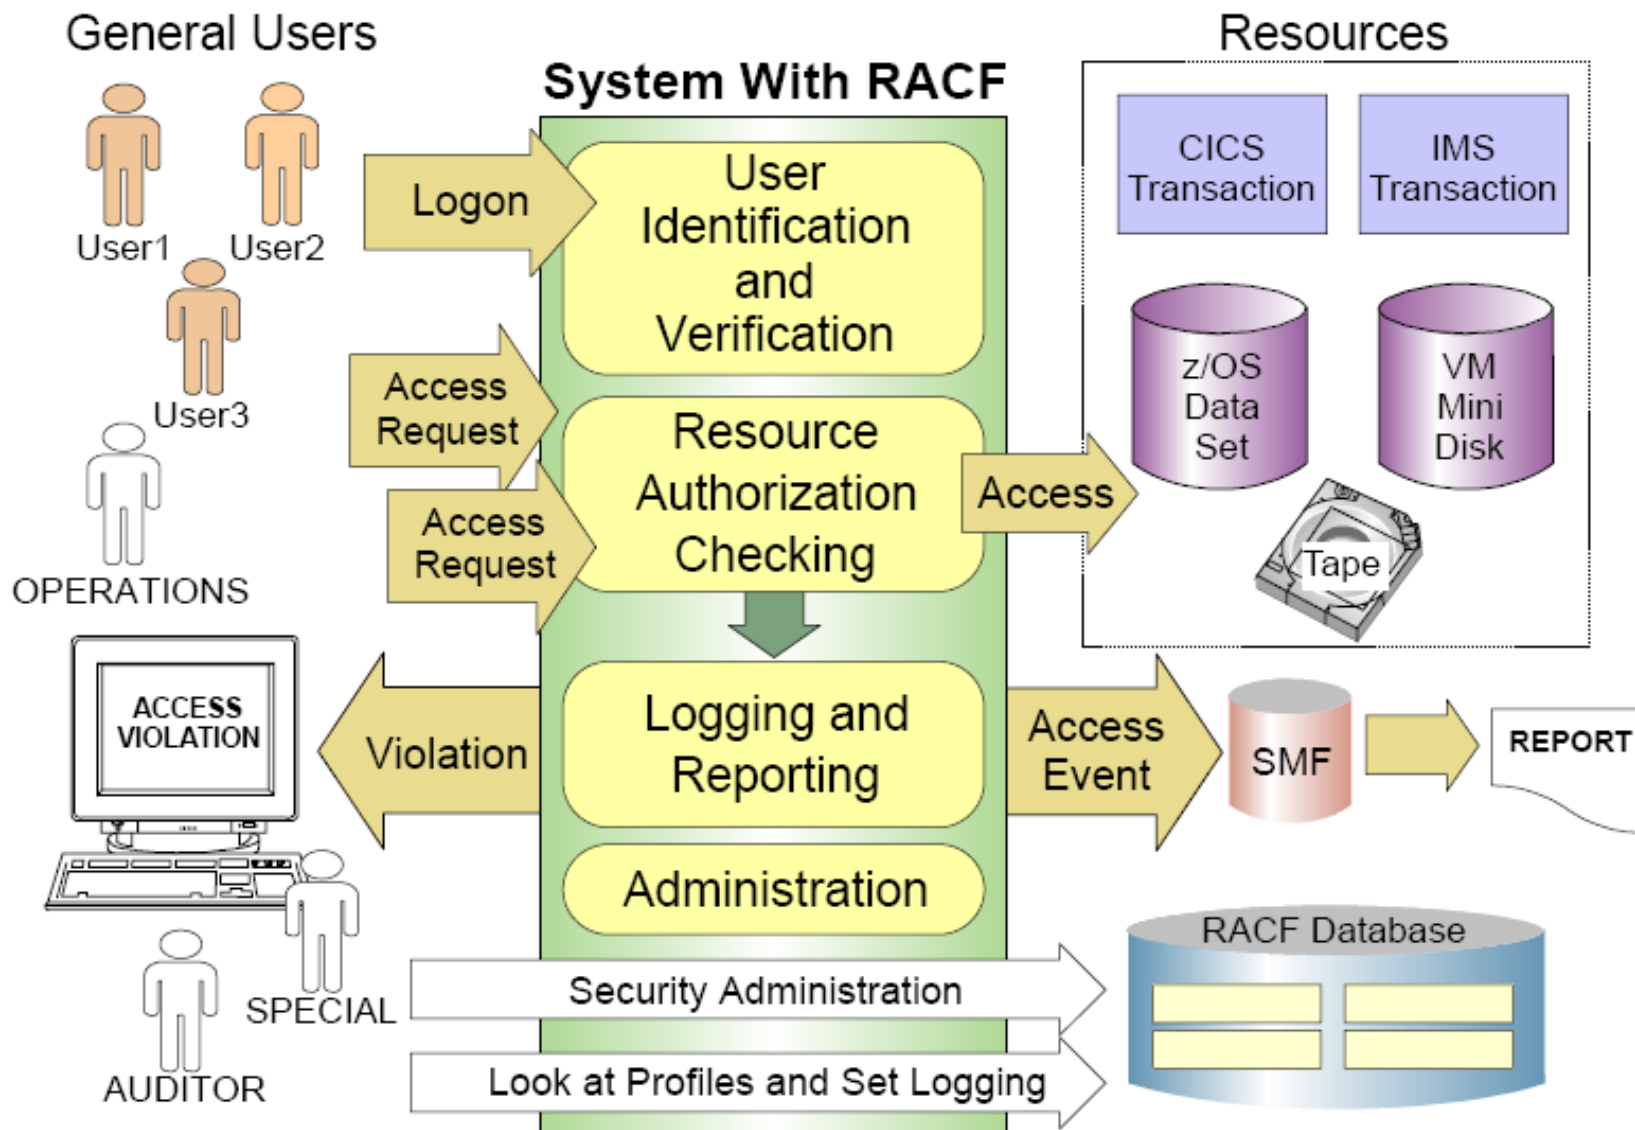 General Users
Resources
System With RACF
User1
User2
User3
OPERATIONS
Logon
User
Identification
and
Verification
Access
Request
Access
Request
Resource
Authorization
Checking
Access
CICS
Transaction
IMS
Transaction
z/OS
Data
Set
VM
Mini
Disk
Tape
ACCESS
VIOLATION
Violation
Logging and
Reporting
Access
Event
SMF
REPORT
Administration
SPECIAL
AUDITOR
Security Administration
Look at Profiles and Set Logging
RACF Database